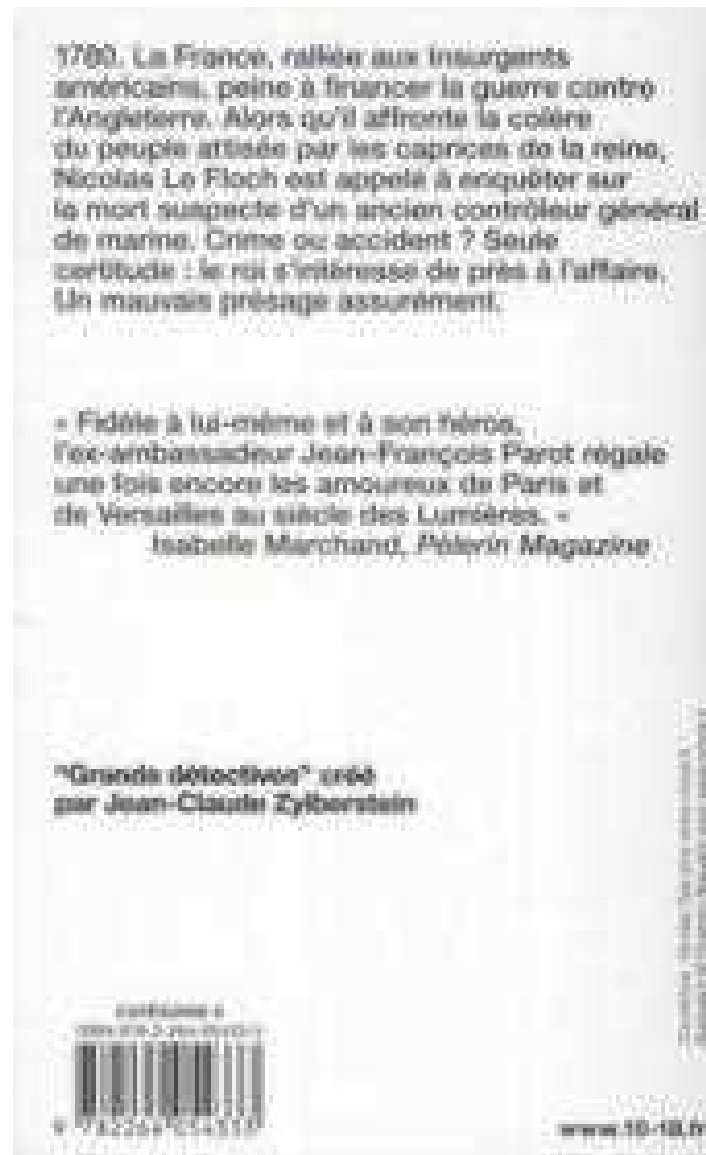 1780. La France, ralliée aux Insurgents
américains, peine à financer la guerre contre
l'Angleterre. Alors qu'il affronte la colère
du peuple attisée par les caprices de la reine,
Nicolas Le Floch est appelé à enquêter sur
la mort suspecte d'un ancien contrôleur général
de marine. Crime ou accident ? Seule
certitude : le roi s'intéresse de près à l'affaire.
Un mauvais présage assurément.
« Fidèle à lui-même et à son héros,
l'ex-ambassadeur Jean-François Parot régale
une fois encore les amoureux de Paris et
de Versailles au siècle des Lumières. »
Isabelle Marchand, Pèlerin Magazine
"Grands détectives" créé
par Jean-Claude Zylberstein
www.10-18.fr